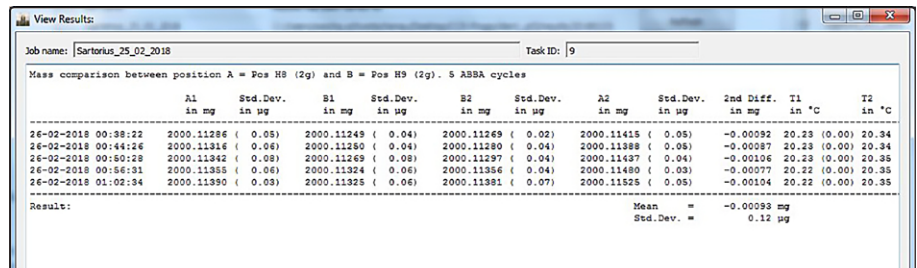 View Results:
Job name: Sartorius_25_02_2018 Task ID: 9
Mass comparison between position A = Pos H8 (2g) and B = Pos H9 (2g). 5 ABBA cycles
A1 Std.Dev. B1 Std.Dev. B2 Std.Dev. A2 Std.Dev. 2nd Diff. T1 T2
in mg in µg in mg in µg in mg in µg in mg in µg in mg in °C in °C
26-02-2018 00:38:22 2000.11286 ( 0.05) 2000.11249 ( 0.04) 2000.11269 ( 0.02) 2000.11415 ( 0.05) -0.00092 20.23 (0.00) 20.34
26-02-2018 00:44:26 2000.11316 ( 0.06) 2000.11250 ( 0.04) 2000.11280 ( 0.04) 2000.11388 ( 0.05) -0.00087 20.23 (0.00) 20.34
26-02-2018 00:50:28 2000.11342 ( 0.08) 2000.11269 ( 0.08) 2000.11297 ( 0.04) 2000.11437 ( 0.04) -0.00106 20.23 (0.00) 20.35
26-02-2018 00:56:31 2000.11355 ( 0.06) 2000.11324 ( 0.06) 2000.11356 ( 0.04) 2000.11480 ( 0.03) -0.00077 20.22 (0.00) 20.35
26-02-2018 01:02:34 2000.11390 ( 0.03) 2000.11325 ( 0.06) 2000.11381 ( 0.07) 2000.11525 ( 0.05) -0.00104 20.22 (0.00) 20.35
Result: Mean = -0.00093 mg
Std.Dev. = 0.12 µg